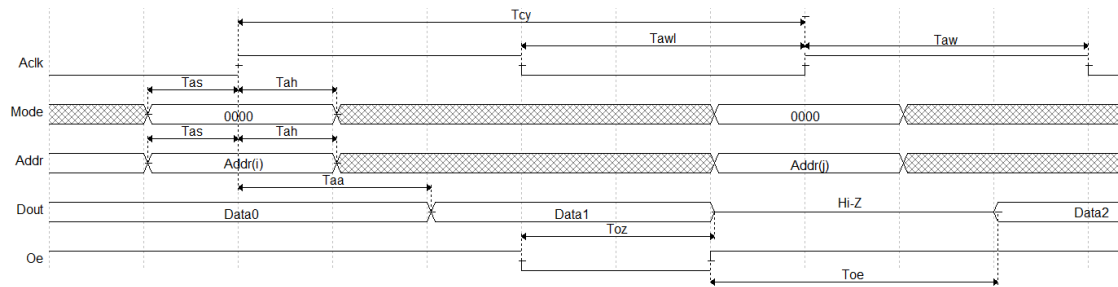 Tcy
Tawl Taw
Aclk
Tas Tah
Mode 0000 0000
Tas Tah
Addr Addr(i) Addr(j)
Taa
Dout Data0 Data1 Hi-Z Data2
Toz
Oe
Toe